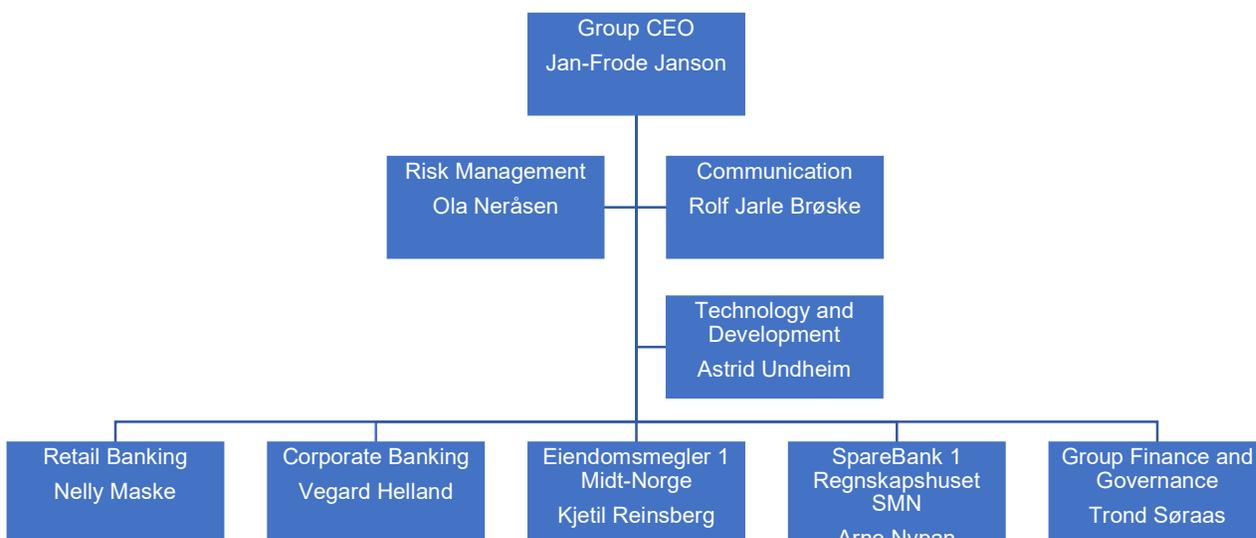 Group CEO
Jan-Frode Janson
Risk Management
Ola Neråsen
Communication
Rolf Jarle Brøske
Technology and
Development
Astrid Undheim
Retail Banking
Nelly Maske
Corporate Banking
Vegard Helland
Eiendomsmegler 1
Midt-Norge
Kjetil Reinsberg
SpareBank 1
Regnskapshuset
SMN
Arne Nypan
Group Finance and
Governance
Trond Søraas